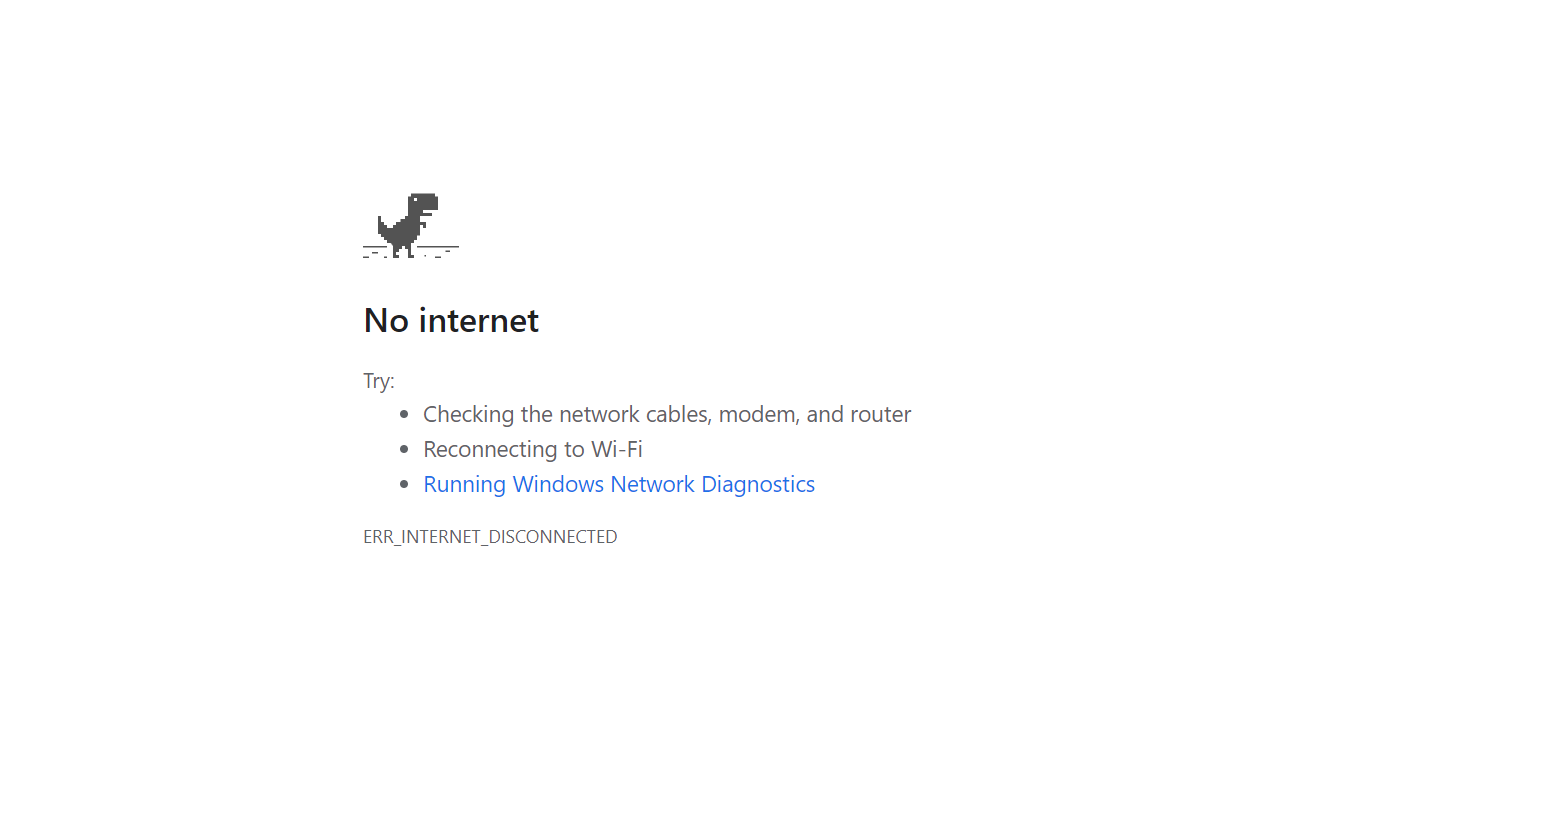 No internet
Try:
Checking the network cables, modem, and router
Reconnecting to Wi-Fi
Running Windows Network Diagnostics
ERR_INTERNET_DISCONNECTED